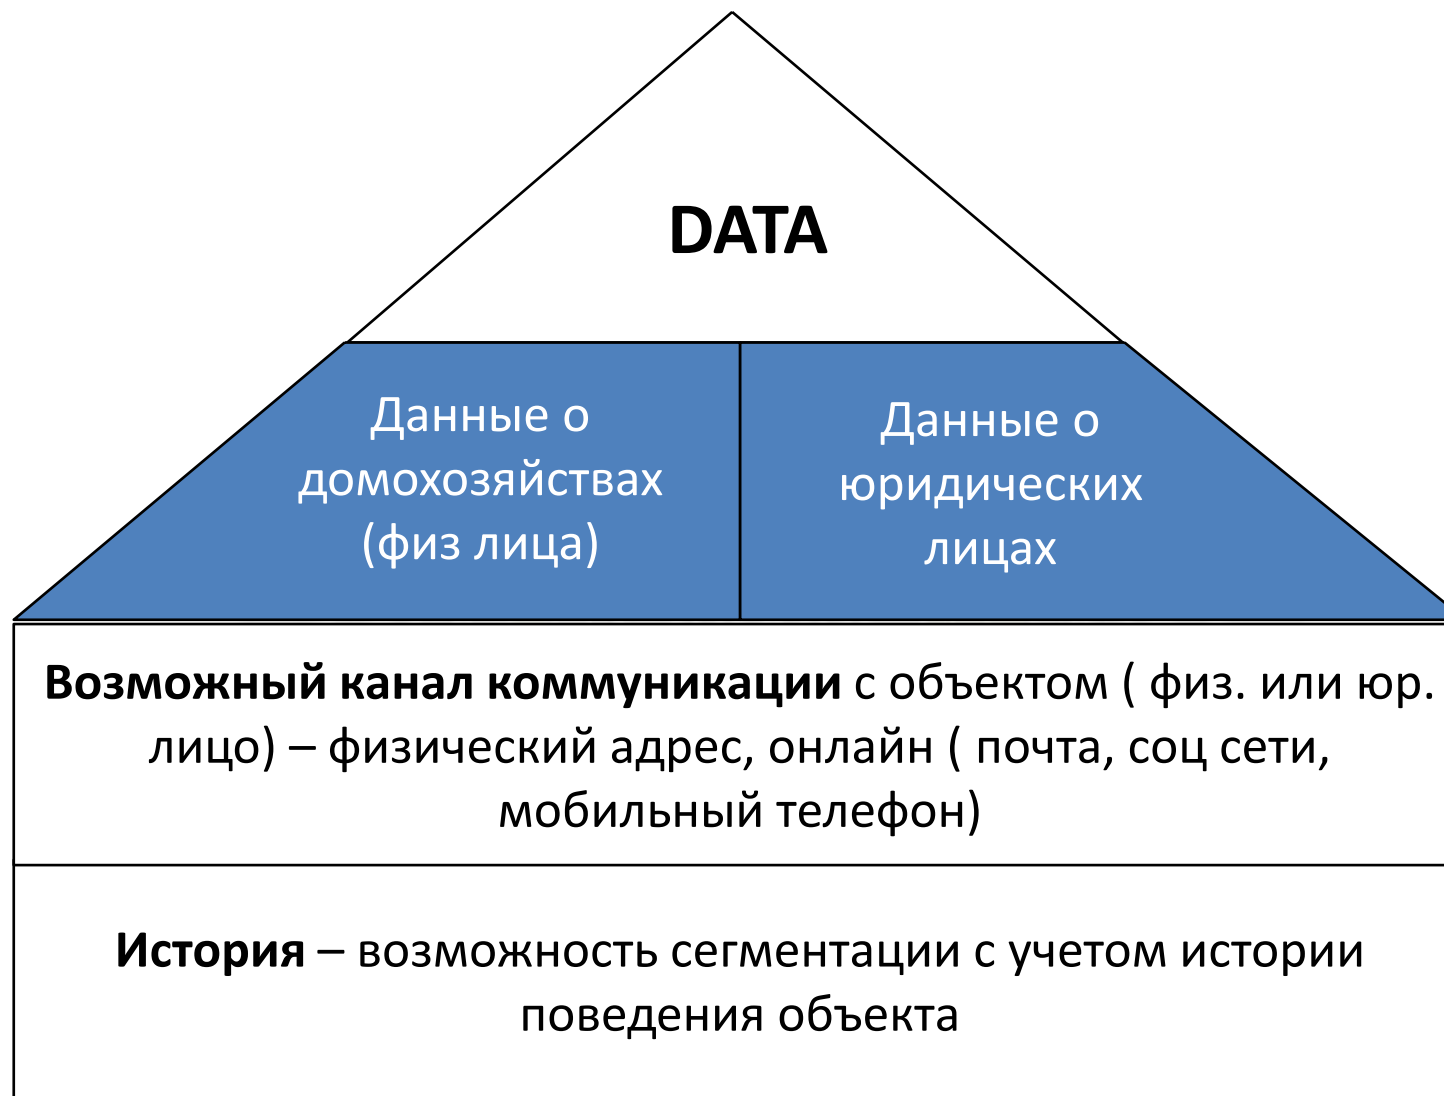 DATA
Данные о
домохозяйствах
(физ лица)
Данные о
юридических
лицах
Возможный канал коммуникации с объектом ( физ. или юр.
лицо) – физический адрес, онлайн ( почта, соц сети,
мобильный телефон)
История – возможность сегментации с учетом истории
поведения объекта